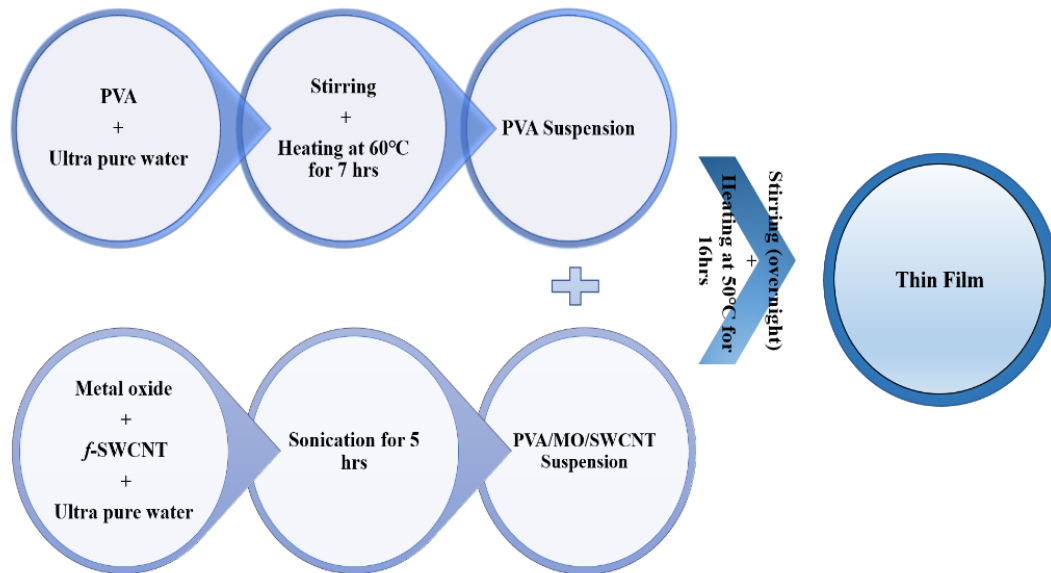 PVA
+
Ultra pure water
Stirring
+
Heating at 60°C
for 7 hrs
PVA Suspension
Metal oxide
+
f-SWCNT
+
Ultra pure water
Sonication for 5
hrs
PVA/MO/SWCNT
Suspension
Stirring (overnight)
+
Heating at 50°C for
16hrs
Thin Film